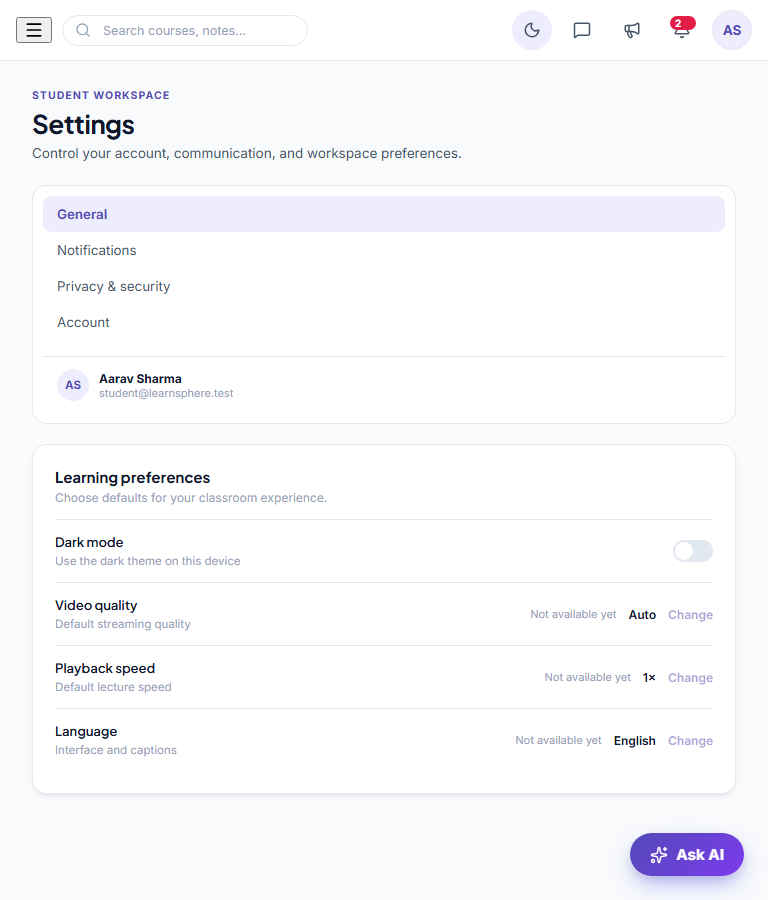 Search courses, notes...
2
AS
STUDENT WORKSPACE
Settings
Control your account, communication, and workspace preferences.
General
Notifications
Privacy & security
Account
AS
Aarav Sharma
student@learnsphere.test
Learning preferences
Choose defaults for your classroom experience.
Dark mode
Use the dark theme on this device
Video quality
Default streaming quality
Not available yet Auto Change
Playback speed
Default lecture speed
Not available yet 1× Change
Language
Interface and captions
Not available yet English Change
Ask AI